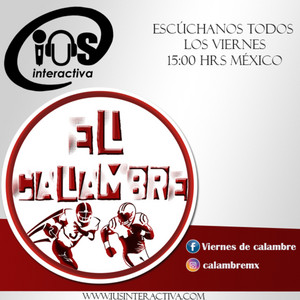 ius
interactiva
ESCÚCHANOS TODOS
LOS VIERNES
15:00 HRS MÉXICO
EL
CALAMBRE
Viernes de calambre
calambremx
WWW.IUSINTERACTIVA.COM